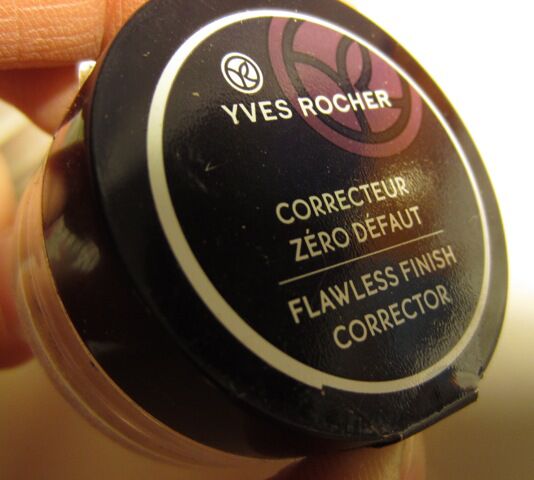 YVES ROCHER
CORRECTEUR
ZÉRO DÉFAUT
FLAWLESS FINISH
CORRECTOR